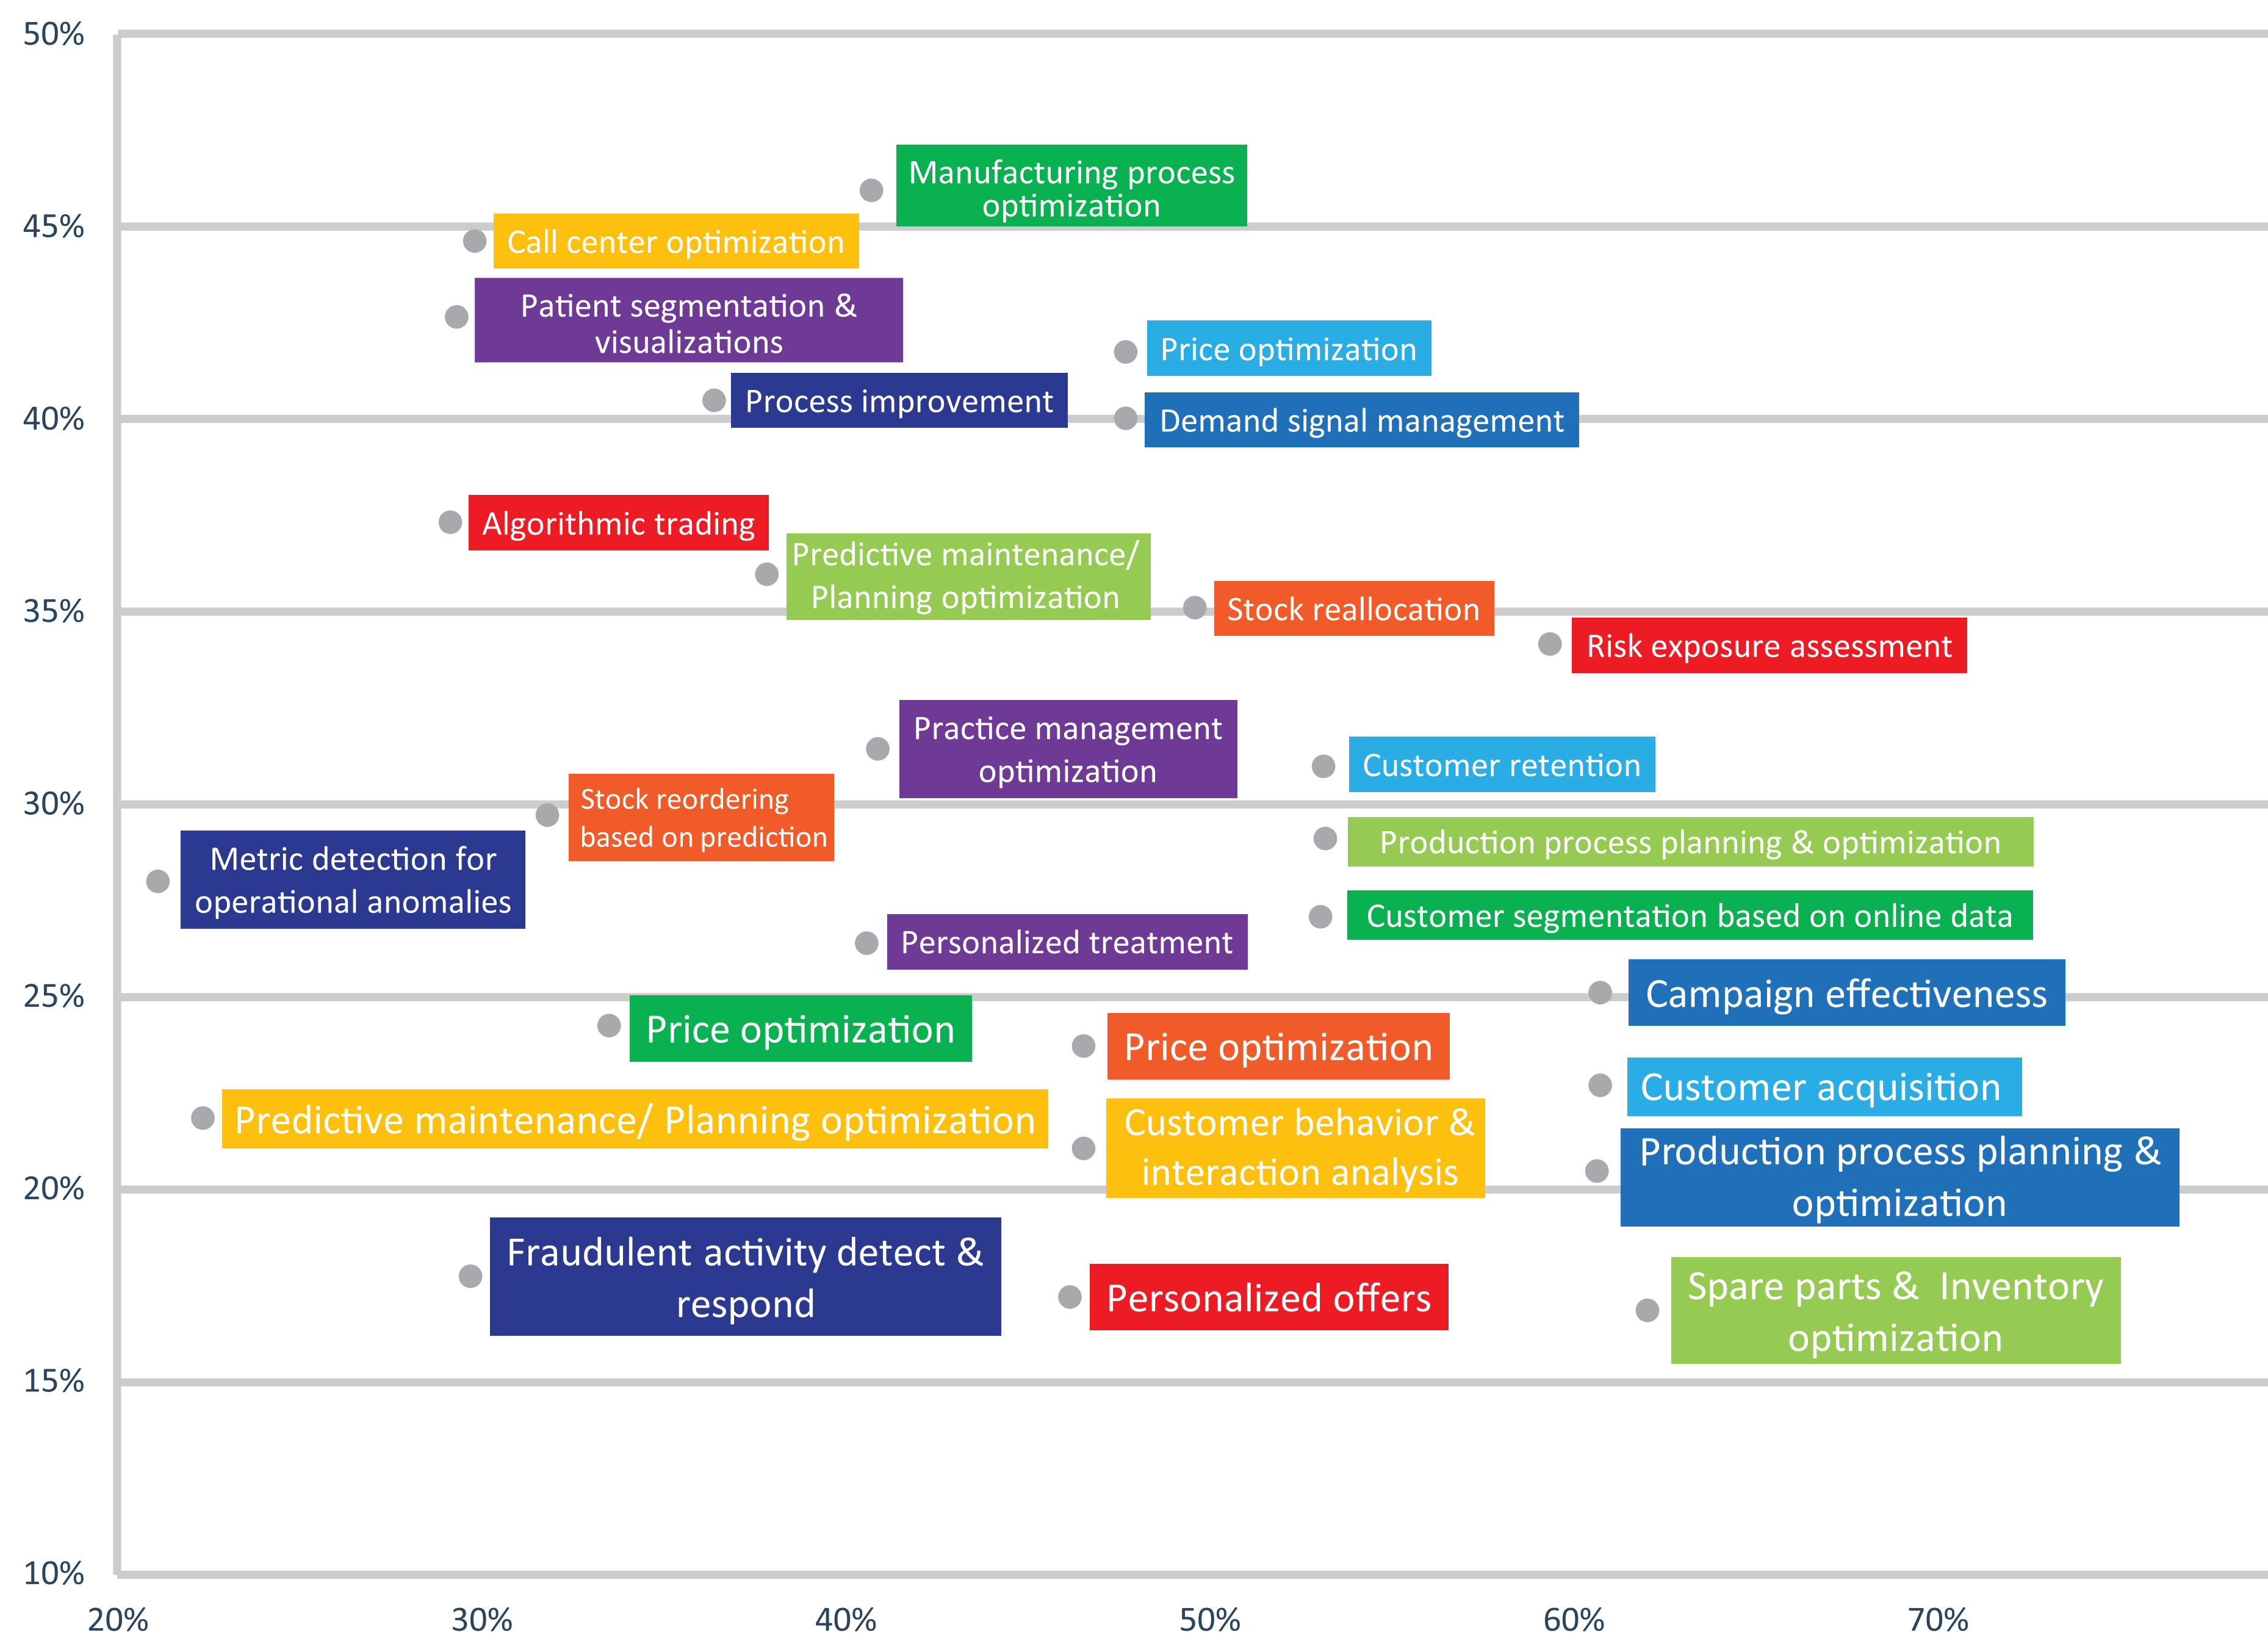 50%
Manufacturing process
optimization
45%
Call center optimization
Patient segmentation &
visualizations
Price optimization
Process improvement
40%
Demand signal management
Algorithmic trading
Predictive maintenance/
Planning optimization
35%
Stock reallocation
Risk exposure assessment
Practice management
optimization
Customer retention
30%
Stock reordering
based on prediction
Production process planning & optimization
Metric detection for
operational anomalies
Customer segmentation based on online data
Personalized treatment
25%
Campaign effectiveness
Price optimization
Price optimization
Customer acquisition
Predictive maintenance/ Planning optimization
Customer behavior &
interaction analysis
Production process planning &
optimization
20%
Fraudulent activity detect &
respond
Personalized offers
Spare parts &  Inventory
optimization
15%
10%
20% 30% 40% 50% 60% 70%